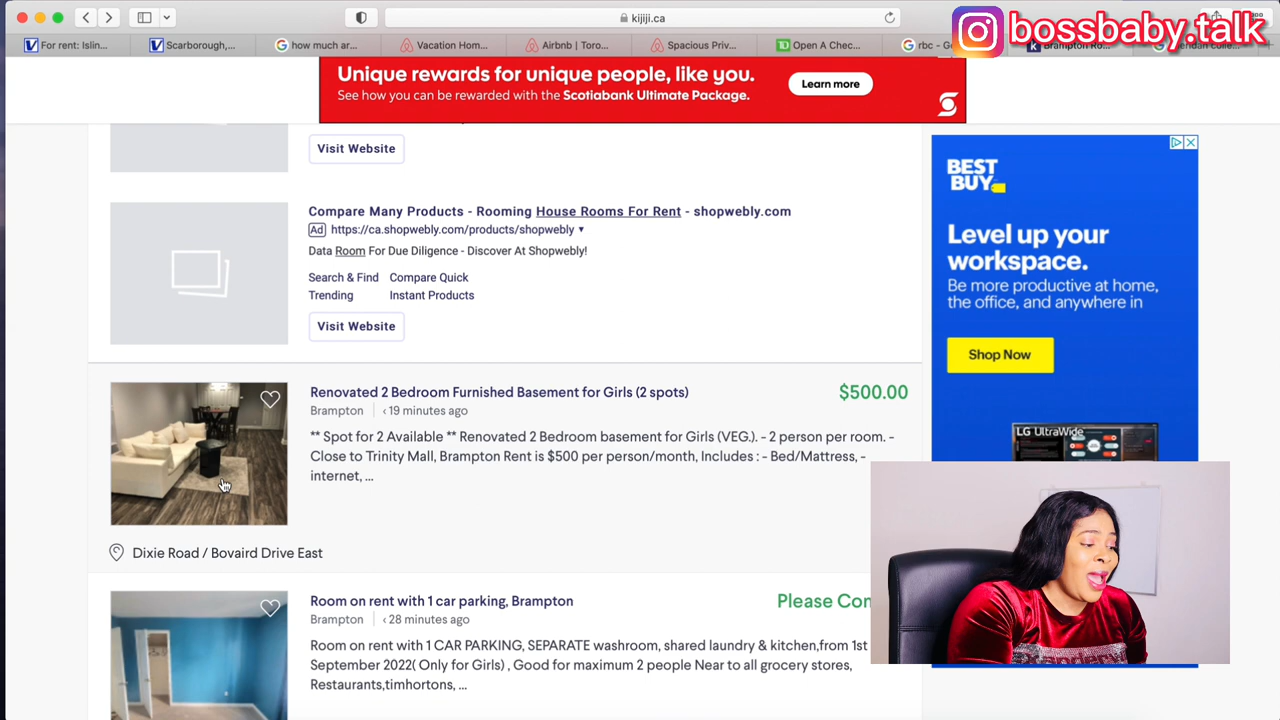 kijiji.ca
bossbaby.talk
For rent: Islin...
Scarborough,...
how much ar...
Vacation Hom...
Airbnb | Toro...
Spacious Priv...
Open A Chec...
Brampton Ro...
Unique rewards for unique people, like you.
See how you can be rewarded with the Scotiabank Ultimate Package.
Learn more
Visit Website
Compare Many Products - Rooming House Rooms For Rent - shopwebly.com
Ad https://ca.shopwebly.com/products/shopwebly
Data Room For Due Diligence - Discover At Shopwebly!
Search & Find Compare Quick
Trending Instant Products
Visit Website
BEST
BUY
Level up your
workspace.
Be more productive at home,
the office, and anywhere in
Shop Now
LG UltraWide
Renovated 2 Bedroom Furnished Basement for Girls (2 spots)
$500.00
Brampton < 19 minutes ago
** Spot for 2 Available ** Renovated 2 Bedroom basement for Girls (VEG.). - 2 person per room. -
Close to Trinity Mall, Brampton Rent is $500 per person/month, Includes : - Bed/Mattress, -
internet, ...
Dixie Road / Bovaird Drive East
Room on rent with 1 car parking, Brampton
Please Con
Brampton < 28 minutes ago
Room on rent with 1 CAR PARKING, SEPARATE washroom, shared laundry & kitchen,from 1st
September 2022( Only for Girls) , Good for maximum 2 people Near to all grocery stores,
Restaurants,timhortons, ...